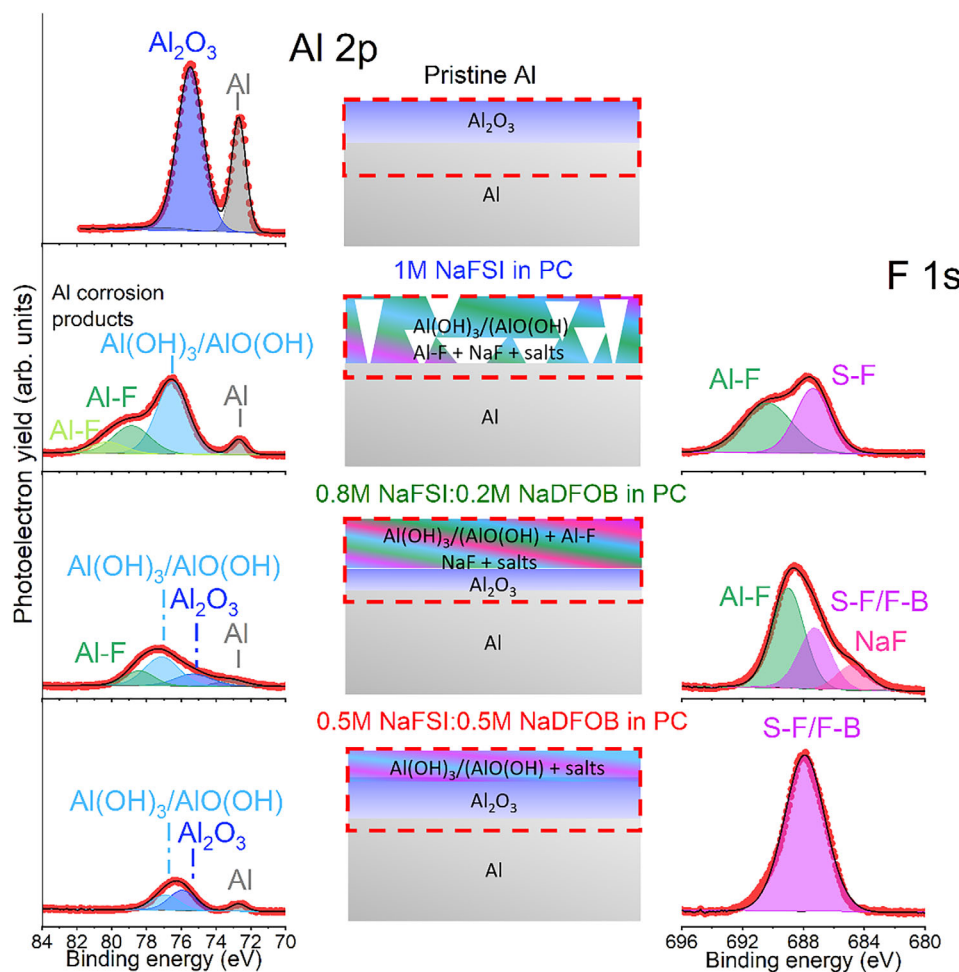 Al 2p
Al₂O₃
Al
Pristine Al
Al₂O₃
Al
Photoelectron yield (arb. units)
1M NaFSI in PC
F 1s
Al corrosion
products
Al(OH)₃/AlO(OH)
Al-F
Al-F
Al
Al(OH)₃/(AlO(OH)
Al-F + NaF + salts
Al
Al-F
S-F
0.8M NaFSI:0.2M NaDFOB in PC
Al(OH)₃/AlO(OH)
Al₂O₃
Al-F
Al
Al(OH)₃/(AlO(OH) + Al-F
NaF + salts
Al₂O₃
Al
Al-F
S-F/F-B
NaF
0.5M NaFSI:0.5M NaDFOB in PC
Al(OH)₃/AlO(OH)
Al₂O₃
Al
Al(OH)₃/(AlO(OH) + salts
Al₂O₃
Al
S-F/F-B
84 82 80 78 76 74 72 70
Binding energy (eV)
696 692 688 684 680
Binding energy (eV)